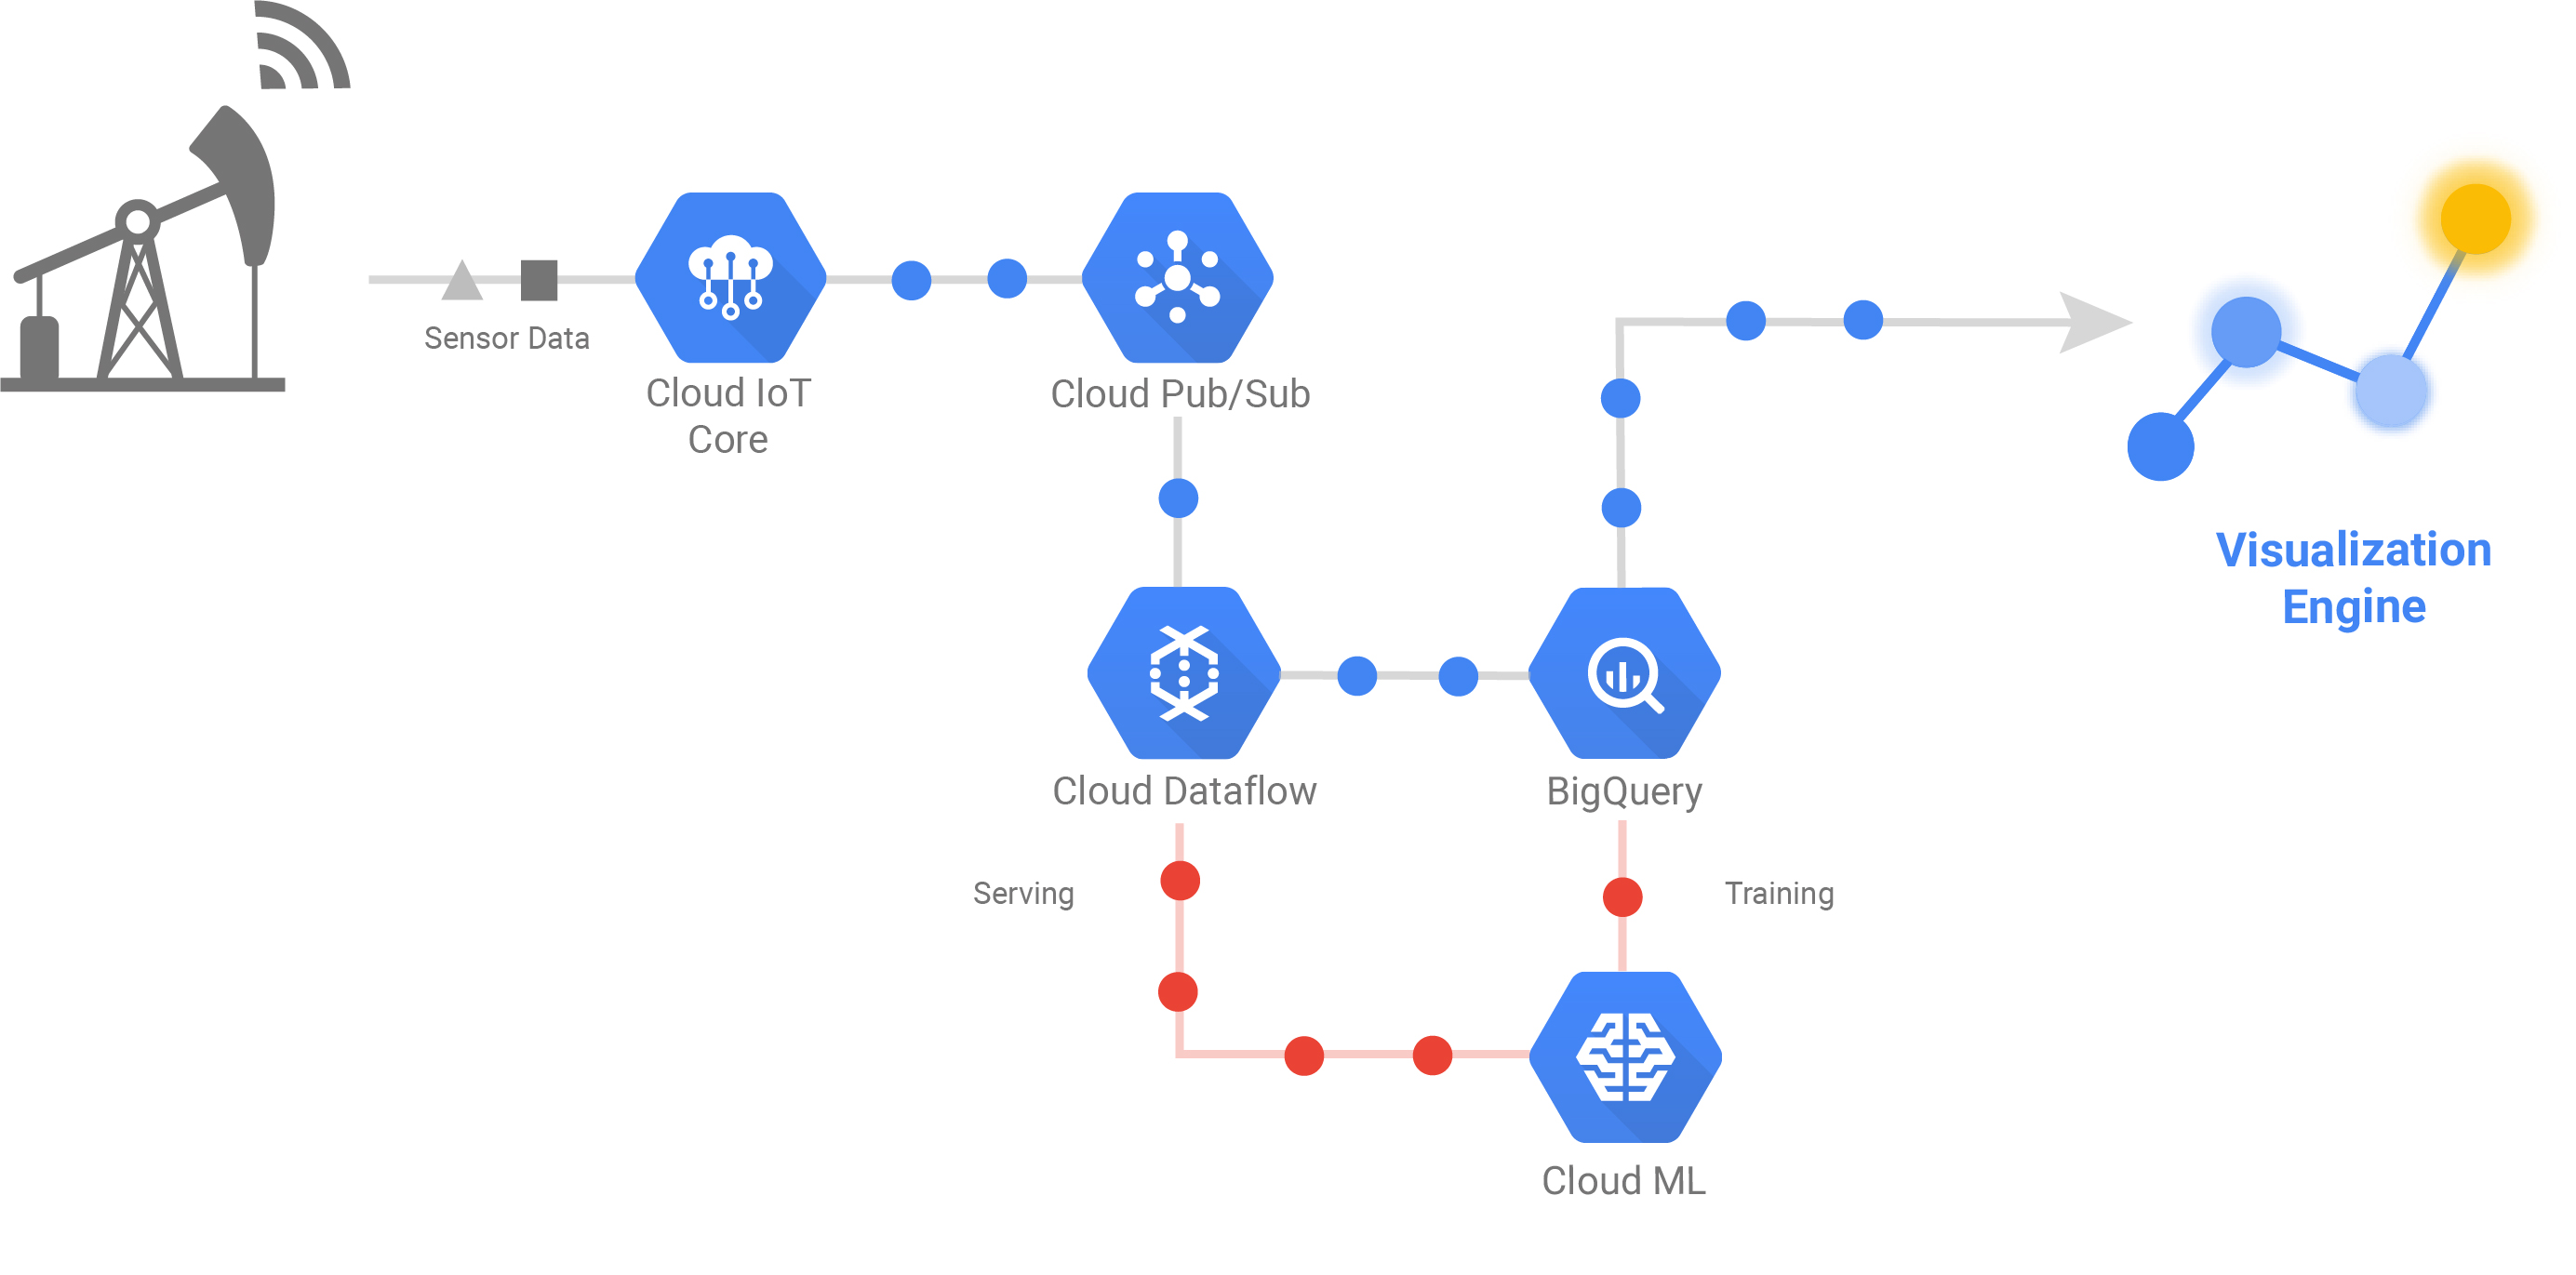 Sensor Data
Cloud IoT
Core
Cloud Pub/Sub
Visualization
Engine
Cloud Dataflow
BigQuery
Serving
Training
Cloud ML